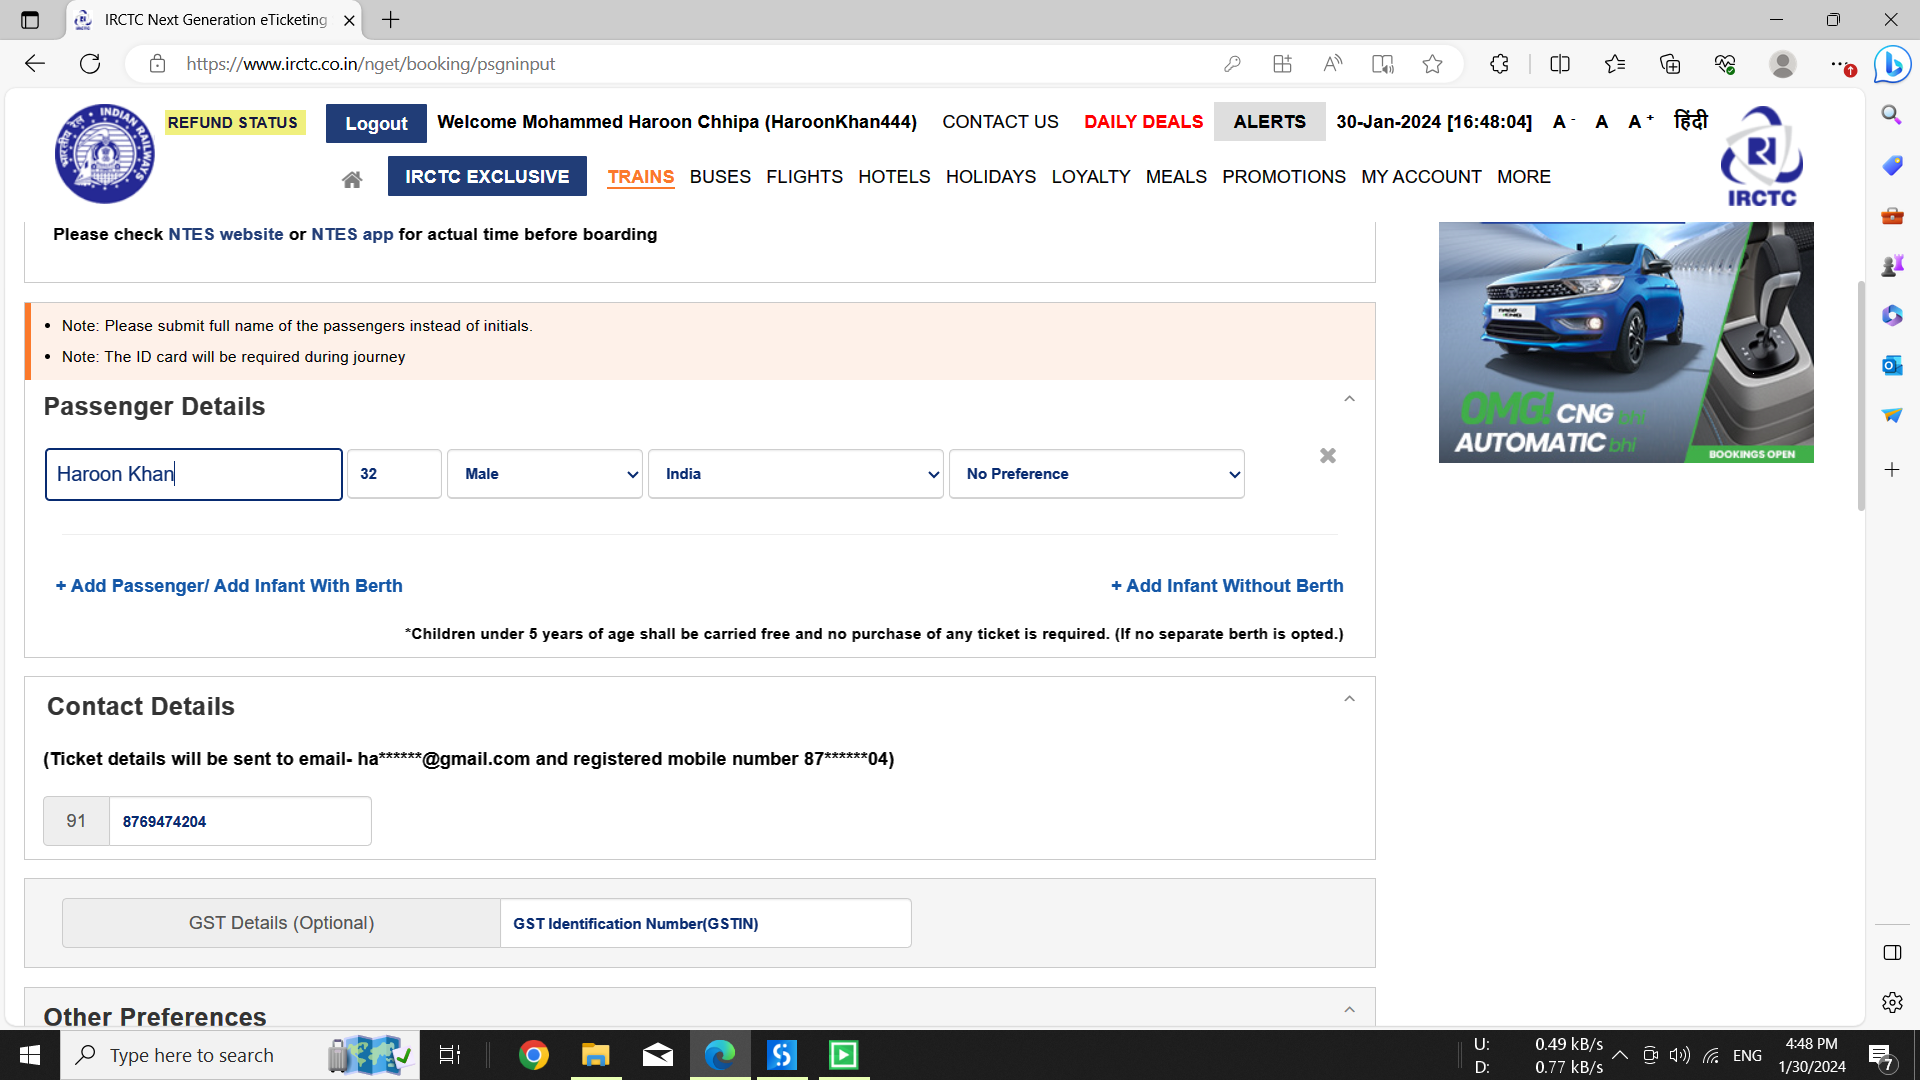 IRCTC Next Generation eTicketing
https://www.irctc.co.in/nget/booking/psgninput
INDIAN RAILWAYS
REFUND STATUS
Logout
Welcome Mohammed Haroon Chhipa (HaroonKhan444)
CONTACT US
DAILY DEALS
ALERTS
30-Jan-2024 [16:48:04]
A -
A
A +
हिंदी
IRCTC EXCLUSIVE
TRAINS
BUSES
FLIGHTS
HOTELS
HOLIDAYS
LOYALTY
MEALS
PROMOTIONS
MY ACCOUNT
MORE
IRCTC
Please check NTES website or NTES app for actual time before boarding
• Note: Please submit full name of the passengers instead of initials.
• Note: The ID card will be required during journey
Passenger Details
Haroon Khan
32
Male
India
No Preference
+ Add Passenger/ Add Infant With Berth
+ Add Infant Without Berth
*Children under 5 years of age shall be carried free and no purchase of any ticket is required. (If no separate berth is opted.)
OMG! CNG bhi
AUTOMATIC bhi
BOOKINGS OPEN
Contact Details
(Ticket details will be sent to email- ha******@gmail.com and registered mobile number 87******04)
91
8769474204
GST Details (Optional)
GST Identification Number(GSTIN)
Other Preferences
Type here to search
U: 0.49 kB/s
D: 0.77 kB/s
ENG
4:48 PM
1/30/2024
7